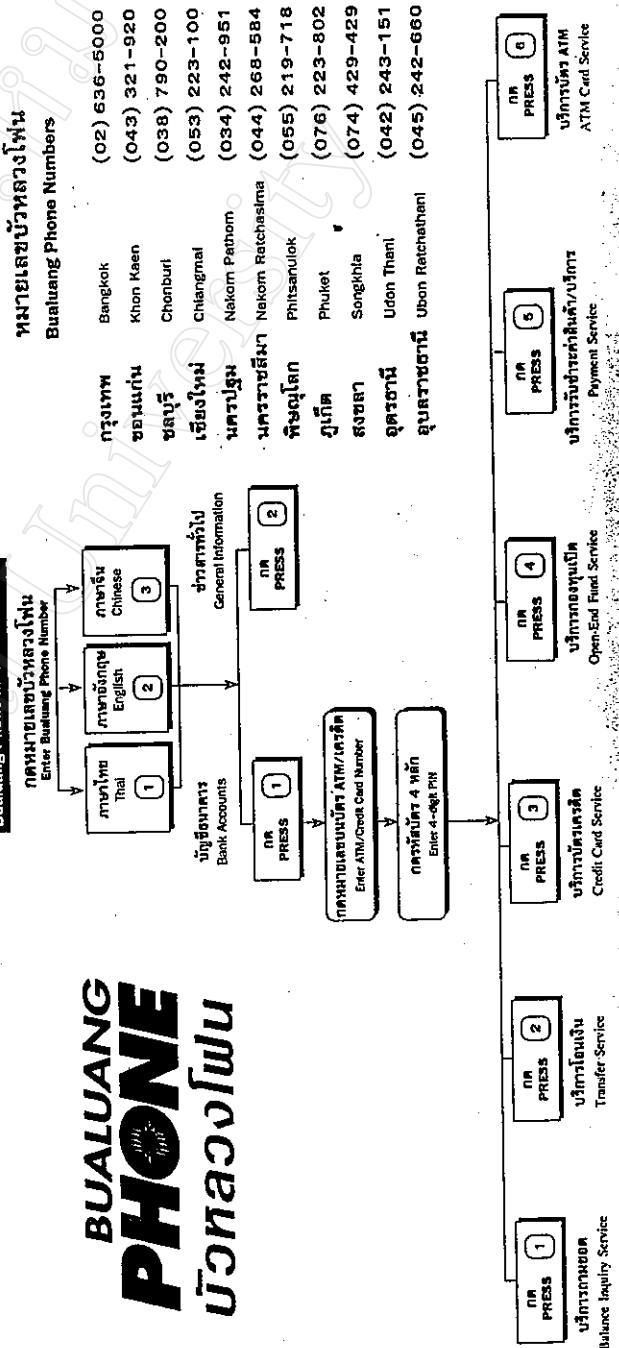 BUALUANG
PHONE
บัวหลวงโฟน
กดหมายเลขบัวหลวงโฟน
Enter Bualuang Phone Number
ภาษาไทย
Thai
1
ภาษาอังกฤษ
English
2
ภาษาจีน
Chinese
3
บัญชีธนาคาร
Bank Accounts
กด
PRESS
1
ข่าวสารทั่วไป
General Information
กด
PRESS
2
กดหมายเลขบนบัตร ATM/เครดิต
Enter ATM/Credit Card Number
กดรหัสบัตร 4 หลัก
Enter 4-digit PIN
หมายเลขบัวหลวงโฟน
Bualuang Phone Numbers
กรุงเทพ Bangkok (02) 636-5000
ขอนแก่น Khon Kaen (043) 321-920
ชลบุรี Chonburi (038) 790-200
เชียงใหม่ Chiangmai (053) 223-100
นครปฐม Nakorn Pathom (034) 242-951
นครราชสีมา Nakorn Ratchasima (044) 268-584
พิษณุโลก Phitsanulok (055) 219-718
ภูเก็ต Phuket (076) 223-802
สงขลา Songkhla (074) 429-429
อุดรธานี Udon Thani (042) 243-151
อุบลราชธานี Ubon Ratchathani (045) 242-660
กด
PRESS
1
บริการถามยอด
Balance Inquiry Service
กด
PRESS
2
บริการโอนเงิน
Transfer Service
กด
PRESS
3
บริการบัตรเครดิต
Credit Card Service
กด
PRESS
4
บริการกองทุนเปิด
Open-End Fund Service
กด
PRESS
5
บริการรับชำระค่าสินค้า/บริการ
Payment Service
กด
PRESS
6
บริการบัตร ATM
ATM Card Service
University